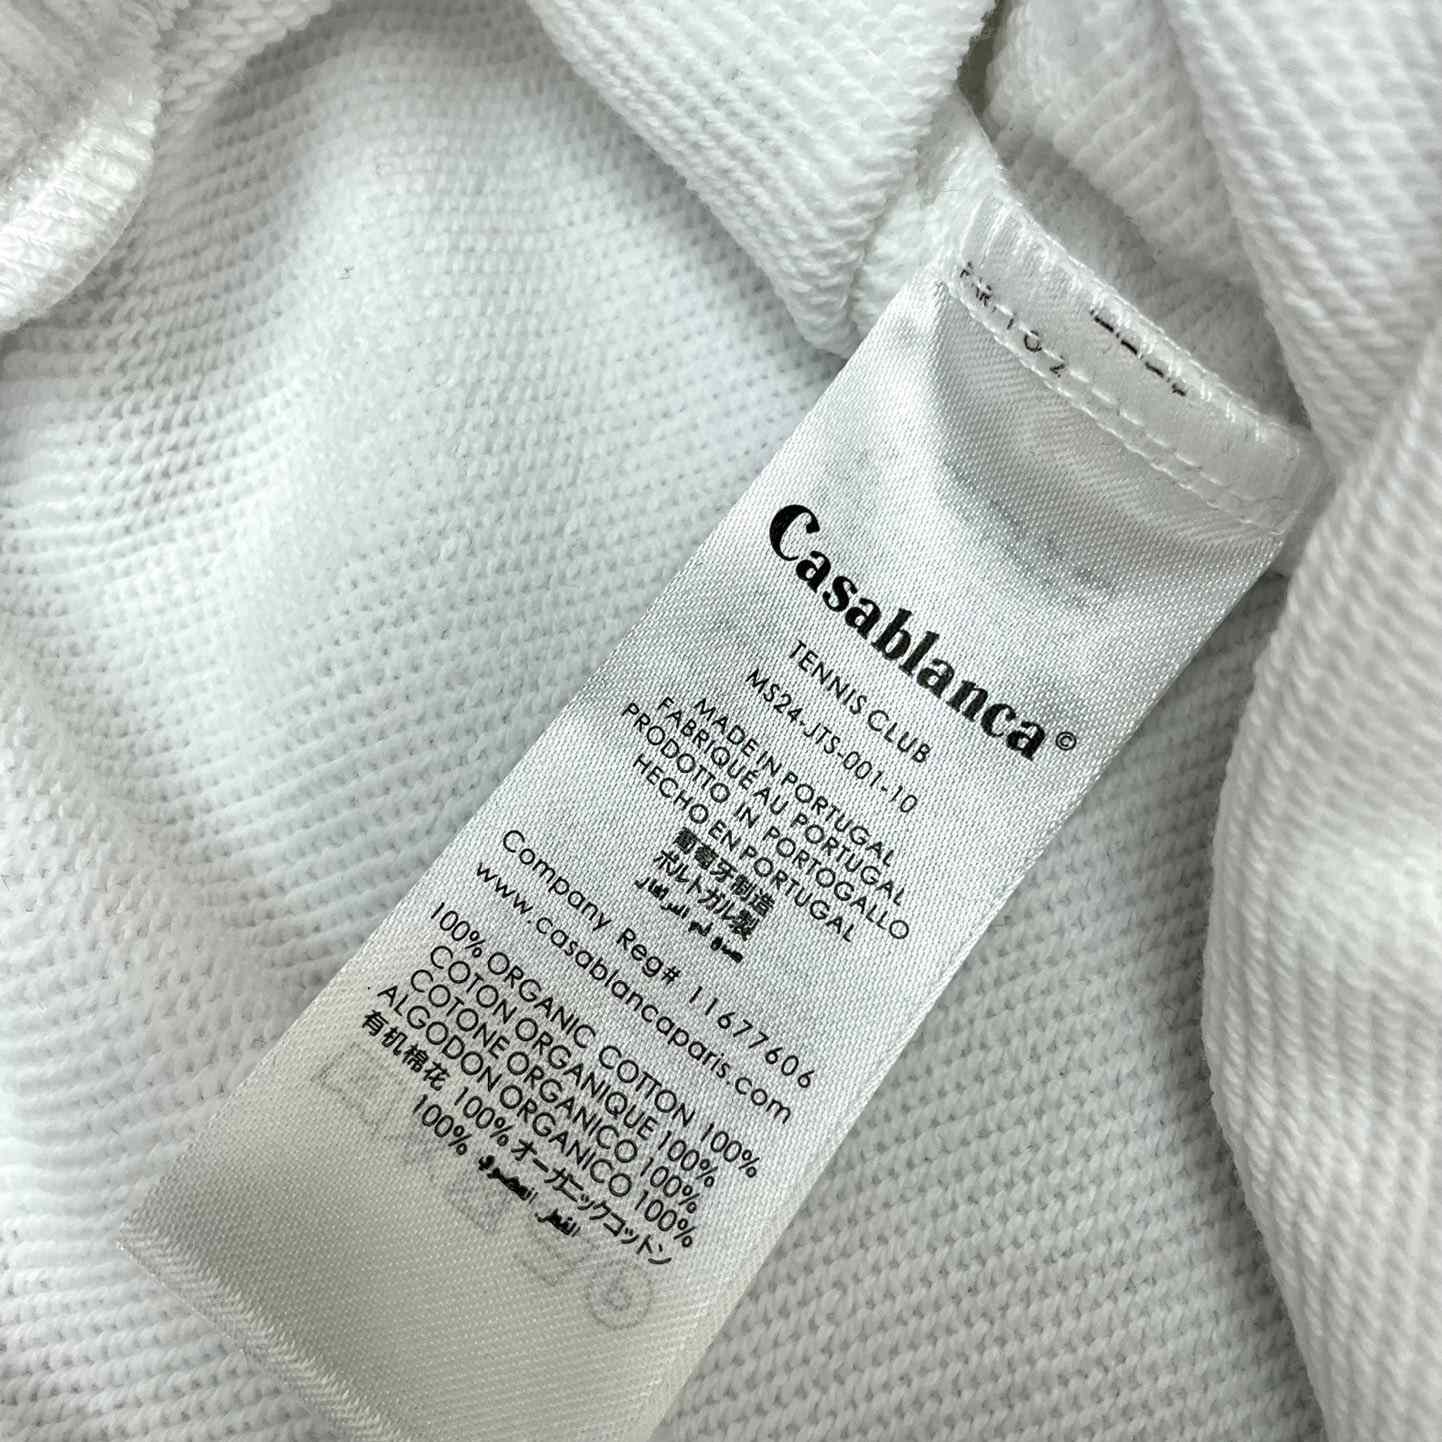 Casablanca©
TENNIS CLUB
MS24-JTS-001-10
MADE IN PORTUGAL
FABRIQUÉ AU PORTUGAL
PRODOTTO IN PORTOGALLO
HECHO EN PORTUGAL
葡萄牙制造
ポルトガル製
Company Reg# 11677606
www.casablancaparis.com
100% ORGANIC COTTON 100%
COTON ORGANIQUE 100%
COTONE ORGANICO 100%
ALGODON ORGANICO 100%
有机棉花 100% オーガニックコットン
100% القطن العضوي